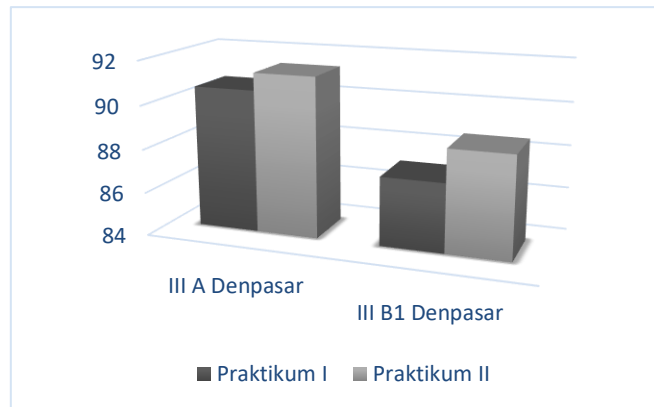 92
90
88
86
84
III A Denpasar
III B1 Denpasar
Praktikum I Praktikum II